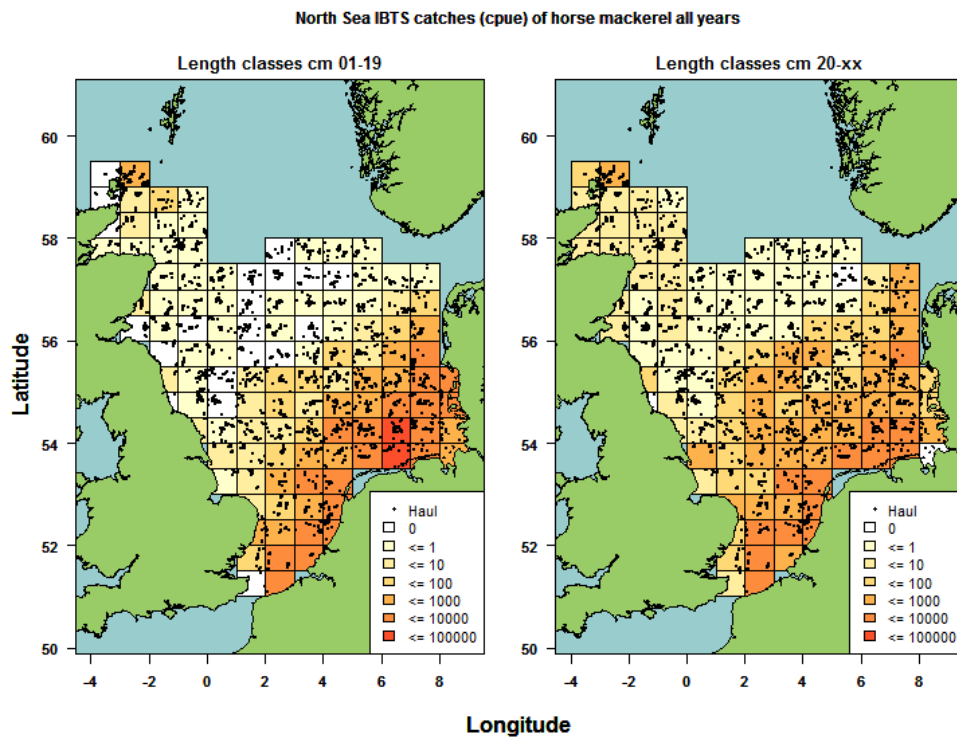 North Sea IBTS catches (cpue) of horse mackerel all years
Length classes cm 01-19
Length classes cm 20-xx
Latitude
60
58
56
54
52
50
-4 -2 0 2 4 6 8
Haul
0
<= 1
<= 10
<= 100
<= 1000
<= 10000
<= 100000
60
58
56
54
52
50
-4 -2 0 2 4 6 8
Haul
0
<= 1
<= 10
<= 100
<= 1000
<= 10000
<= 100000
Longitude